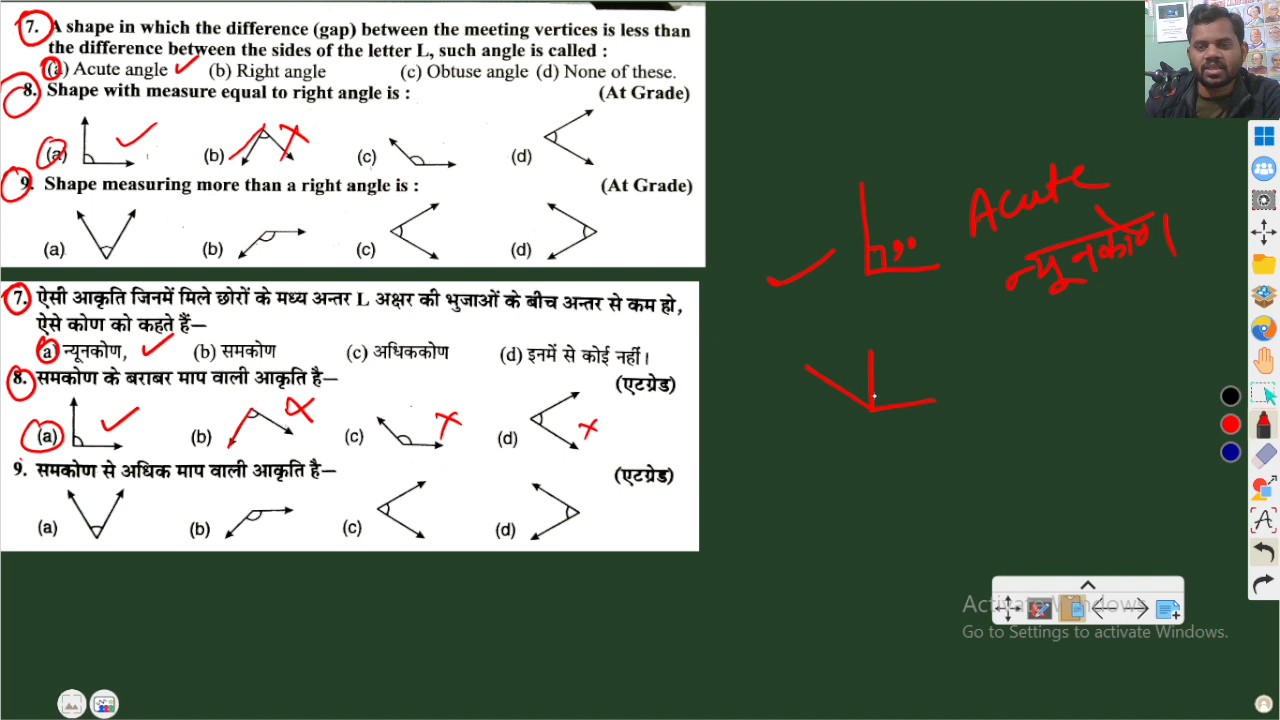 7. A shape in which the difference (gap) between the meeting vertices is less than
the difference between the sides of the letter L, such angle is called :
(a) Acute angle (b) Right angle (c) Obtuse angle (d) None of these.
8. Shape with measure equal to right angle is : (At Grade)
(a) (b) (c) (d)
9. Shape measuring more than a right angle is : (At Grade)
(a) (b) (c) (d)
7. ऐसी आकृति जिनमें मिले छोरों के मध्य अन्तर L अक्षर की भुजाओं के बीच अन्तर से कम हो,
ऐसे कोण को कहते हैं—
(a) न्यूनकोण, (b) समकोण (c) अधिककोण (d) इनमें से कोई नहीं।
8. समकोण के बराबर माप वाली आकृति है— (एटग्रेड)
(a) (b) (c) (d)
9. समकोण से अधिक माप वाली आकृति है— (एटग्रेड)
(a) (b) (c) (d)
90
Acute
न्यूनकोण।
Activate Windows
Go to Settings to activate Windows.